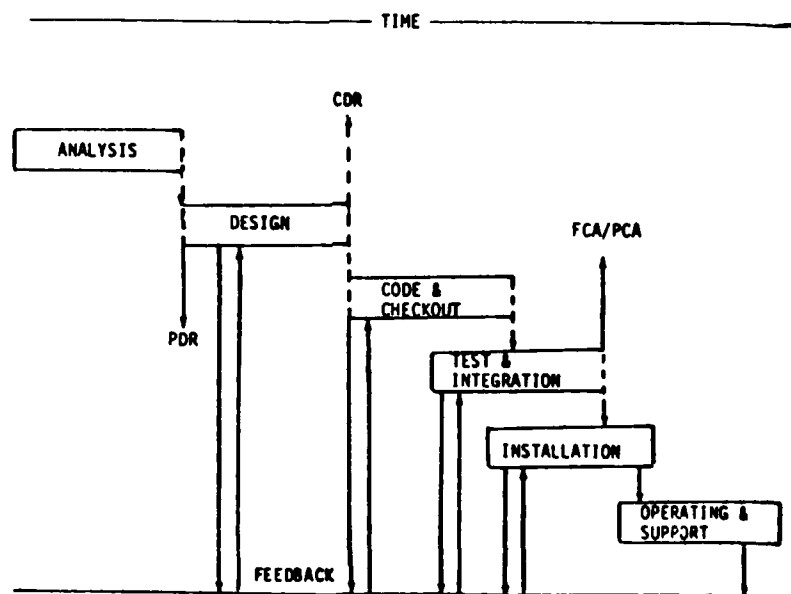 TIME
CDR
ANALYSIS
DESIGN
FCA/PCA
CODE &
CHECKOUT
PDR
TEST &
INTEGRATION
INSTALLATION
OPERATING &
SUPPORT
FEEDBACK